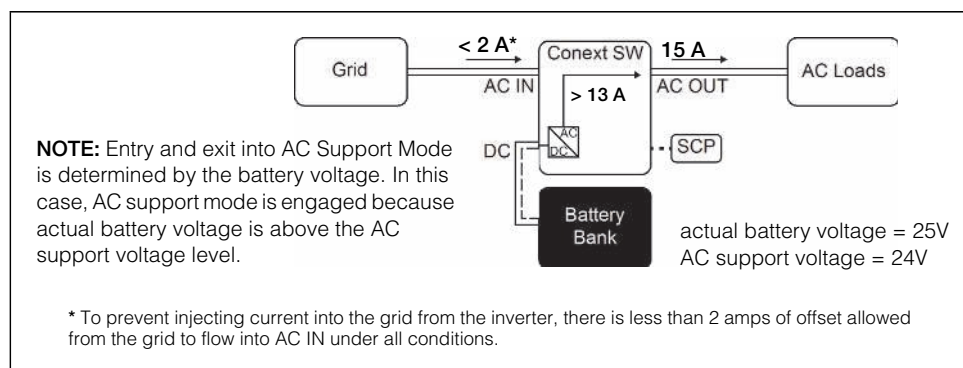 < 2 A*
Conext SW
15 A
Grid
AC Loads
AC IN
AC OUT
> 13 A
AC
DC
DC
SCP
NOTE: Entry and exit into AC Support Mode
is determined by the battery voltage. In this
case, AC support mode is engaged because
actual battery voltage is above the AC
support voltage level.
Battery
Bank
actual battery voltage = 25V
AC support voltage = 24V
* To prevent injecting current into the grid from the inverter, there is less than 2 amps of offset allowed
from the grid to flow into AC IN under all conditions.